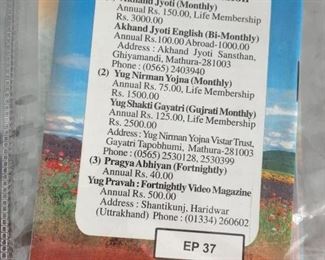 Akhand Jyoti (Monthly)
Annual Rs. 150.00, Life Membership
Rs. 3000.00
Akhand Jyoti English (Bi-Monthly)
Annual Rs.100.00 Abroad-1000.00
Address : Akhand Jyoti Sansthan,
Ghiyamandi, Mathura-281003
Phone : (0565) 2403940
(2) Yug Nirman Yojna (Monthly)
Annual Rs. 75.00, Life Membership
Rs. 1500.00
Yug Shakti Gayatri (Gujrati Monthly)
Annual Rs. 125.00, Life Membership
Rs. 2500.00
Address : Yug Nirman Yojna Vistar Trust,
Gayatri Tapobhumi, Mathura-281003
Phone : (0565) 2530128, 2530399
(3) Pragya Abhiyan (Fortnightly)
Annual Rs. 40.00
Yug Pravah : Fortnightly Video Magazine
Annual Rs. 500.00
Address : Shantikunj, Haridwar
(Uttrakhand) Phone : (01334) 260602
EP 37